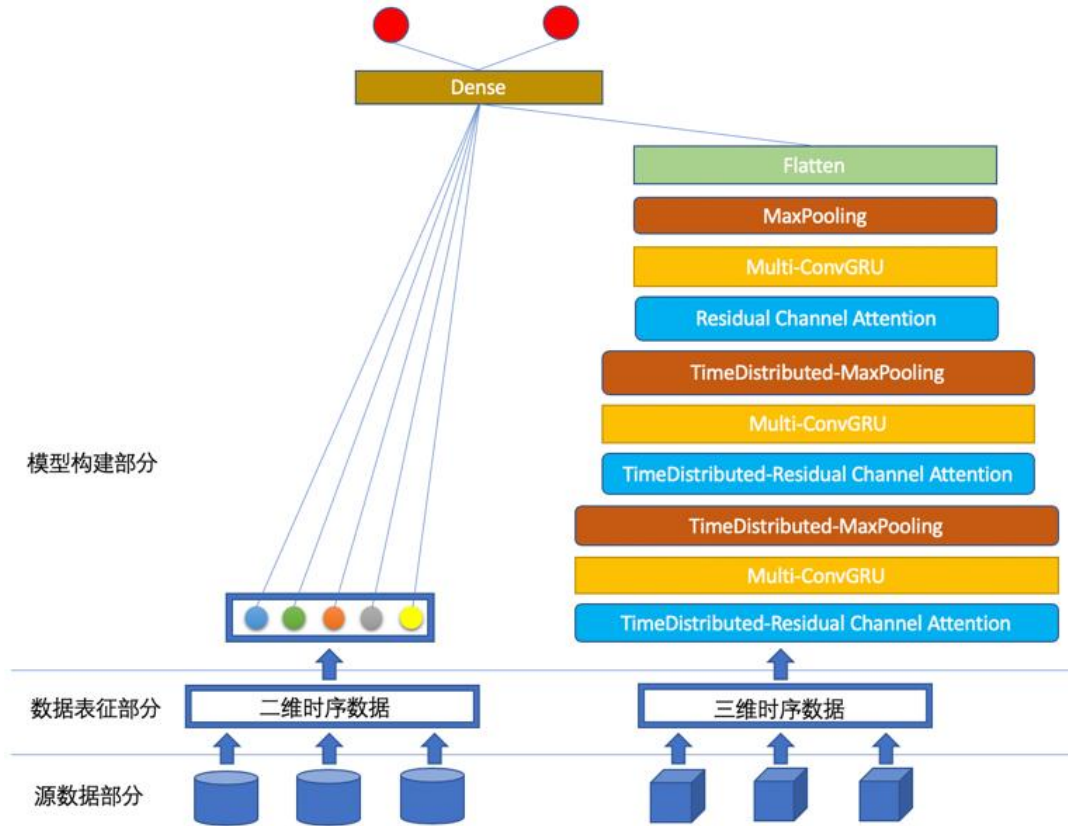 Dense
Flatten
MaxPooling
Multi-ConvGRU
Residual Channel Attention
TimeDistributed-MaxPooling
Multi-ConvGRU
模型构建部分
TimeDistributed-Residual Channel Attention
TimeDistributed-MaxPooling
Multi-ConvGRU
TimeDistributed-Residual Channel Attention
数据表征部分
二维时序数据
三维时序数据
源数据部分